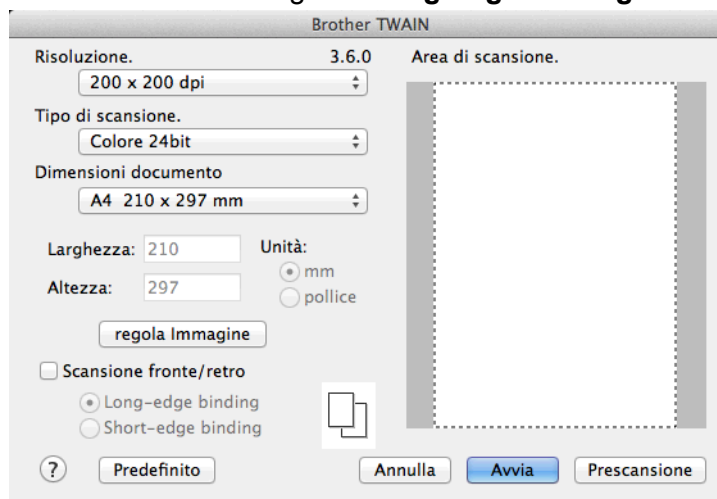 Brother TWAIN
Risoluzione. 3.6.0 Area di scansione.
200 x 200 dpi
Tipo di scansione.
Colore 24bit
Dimensioni documento
A4 210 x 297 mm
Larghezza: 210 Unità:
mm
Altezza: 297
pollice
regola Immagine
Scansione fronte/retro
Long-edge binding
Short-edge binding
? Predefinito Annulla Avvia Prescansione